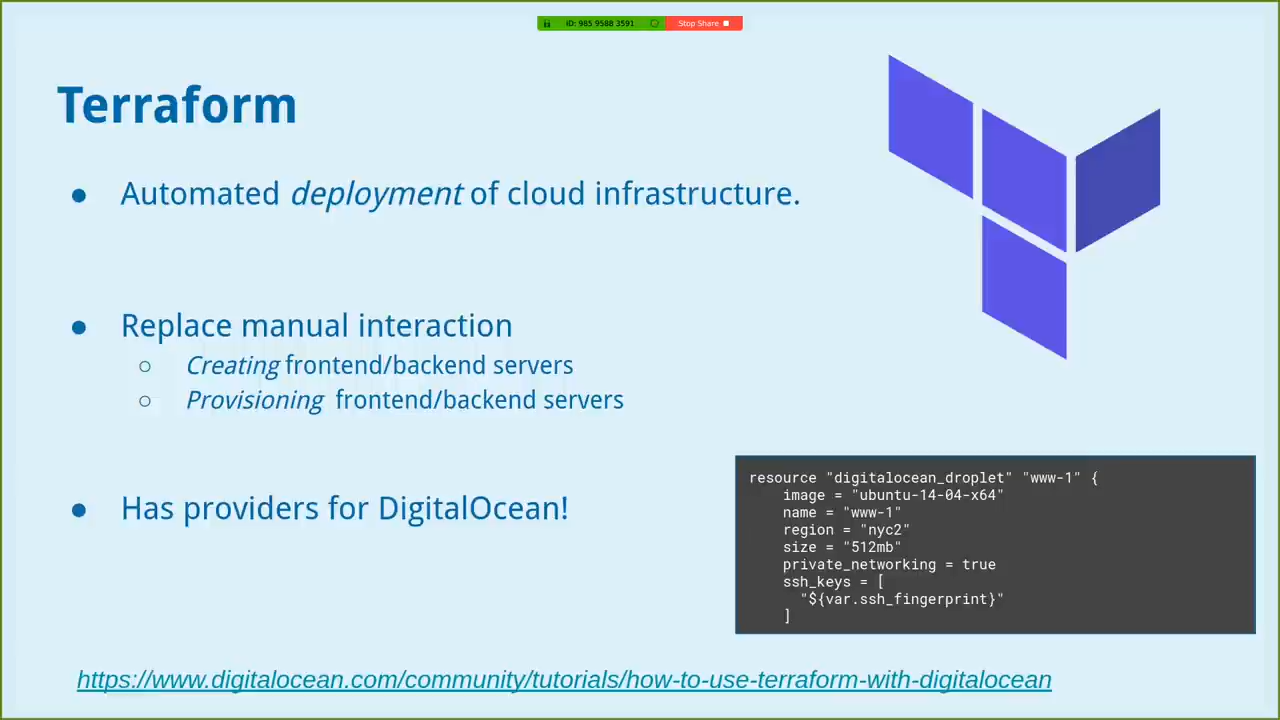 ID: 985 9588 3591 Stop Share
Terraform
● Automated deployment of cloud infrastructure.
● Replace manual interaction
○ Creating frontend/backend servers
○ Provisioning frontend/backend servers
● Has providers for DigitalOcean!
resource "digitalocean_droplet" "www-1" {
    image = "ubuntu-14-04-x64"
    name = "www-1"
    region = "nyc2"
    size = "512mb"
    private_networking = true
    ssh_keys = [
      "${var.ssh_fingerprint}"
    ]
https://www.digitalocean.com/community/tutorials/how-to-use-terraform-with-digitalocean